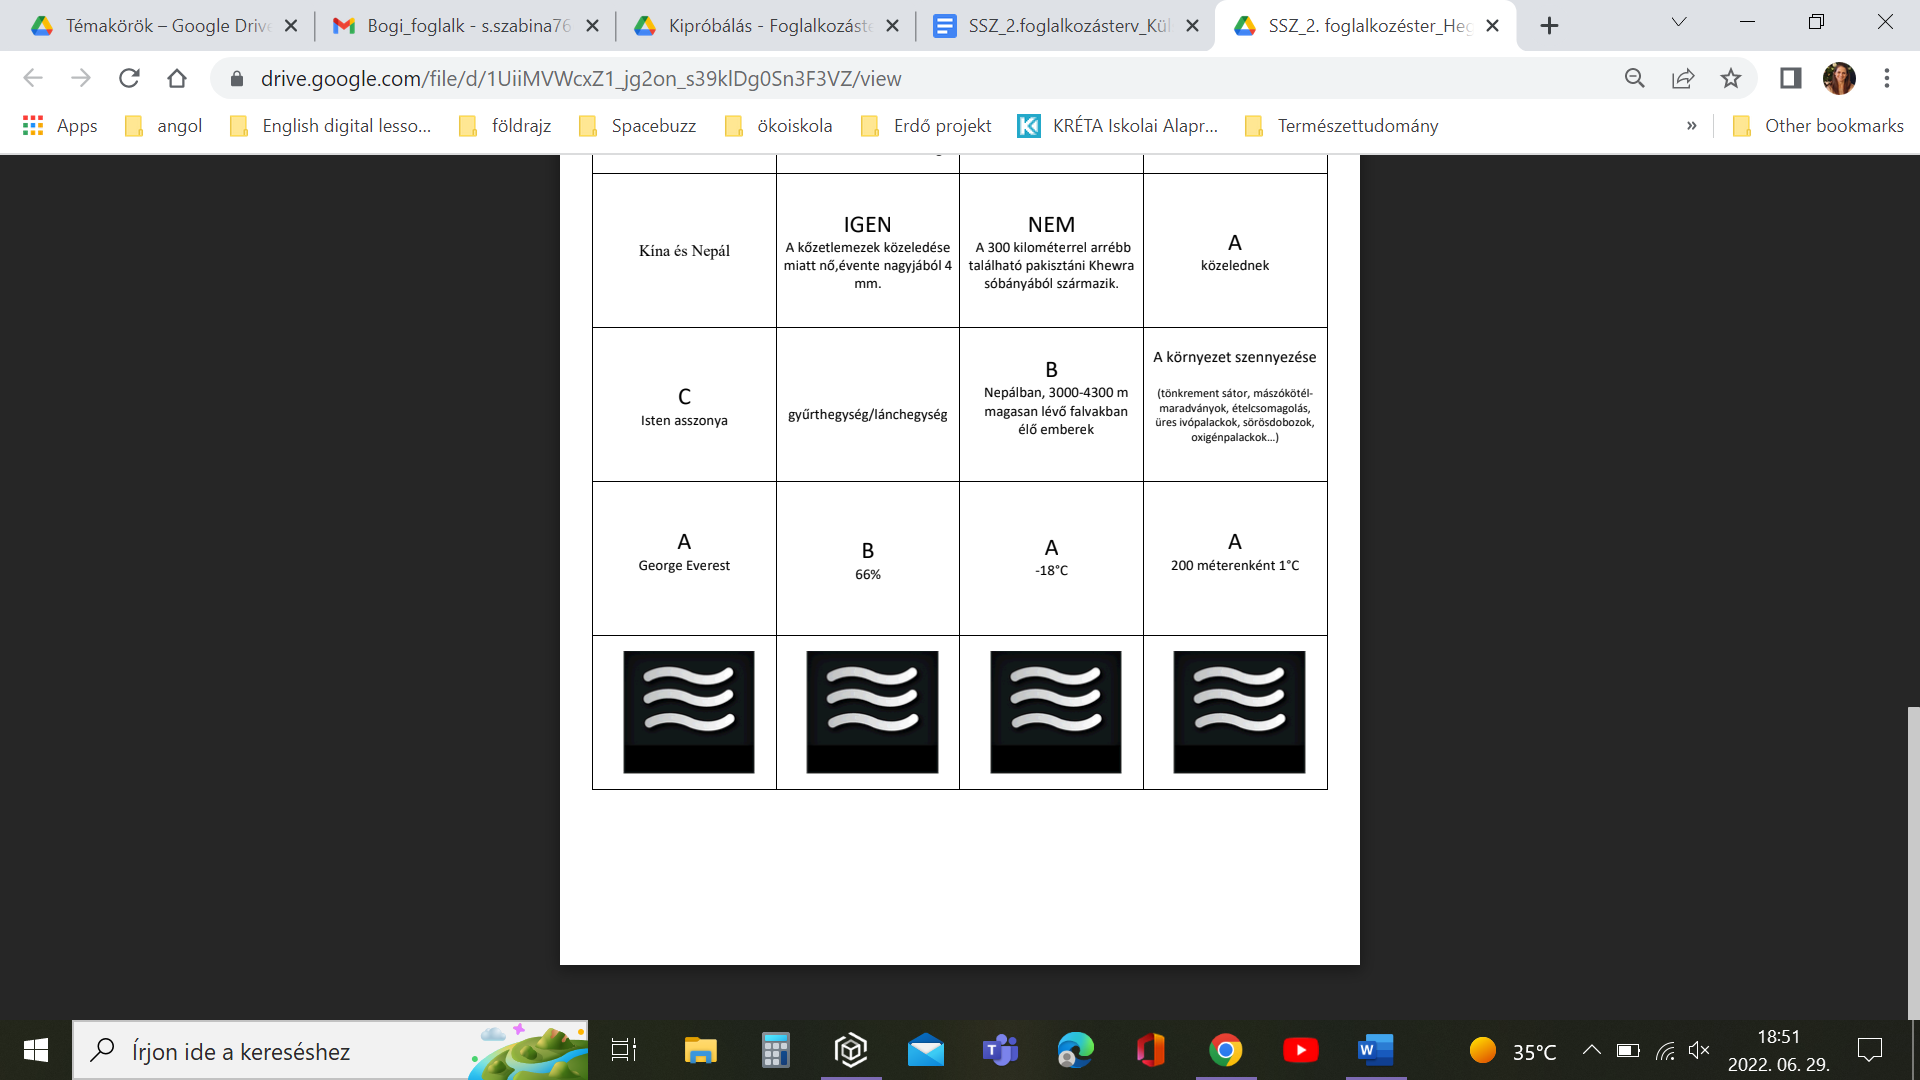 Témakörök – Google Drive
Bogi_foglalk - s.szabina76
Kipróbálás - Foglalkozáste
SSZ_2.foglalkozásterv_Kül
SSZ_2. foglalkozéster_Heg
drive.google.com/file/d/1UiiMVWcxZ1_jg2on_s39klDg0Sn3F3VZ/view
Apps
angol
English digital lesso...
földrajz
Spacebuzz
ökoiskola
Erdő projekt
KRÉTA Iskolai Alapr...
Természettudomány
»
Other bookmarks
Kína és Nepál
IGEN
A kőzetlemezek közeledése
miatt nő,évente nagyjából 4
mm.
NEM
A 300 kilométerrel arrébb
található pakisztáni Khewra
sóbányából származik.
A
közelednek
C
Isten asszonya
gyűrthegység/lánchegység
B
Nepálban, 3000-4300 m
magasan lévő falvakban
élő emberek
A környezet szennyezése
(tönkrement sátor, mászókötél-
maradványok, ételcsomagolás,
üres ivópalackok, sörösdobozok,
oxigénpalackok...)
A
George Everest
B
66%
A
-18°C
A
200 méterenként 1°C
Írjon ide a kereséshez
35°C
18:51
2022. 06. 29.